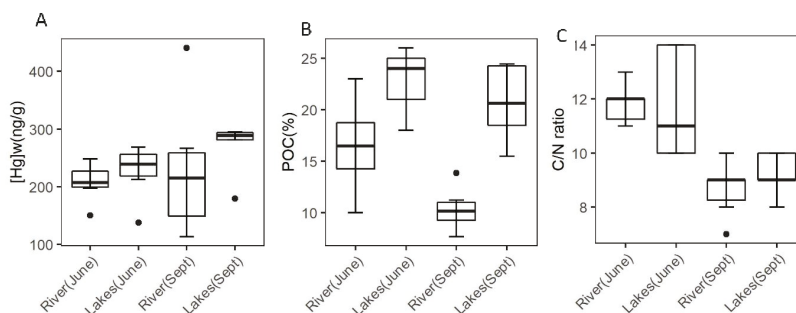 A
[Hg]w(ng/g)
400
300
200
100
River(June)
Lakes(June)
River(Sept)
Lakes(Sept)
B
POC(%)
25
20
15
10
River(June)
Lakes(June)
River(Sept)
Lakes(Sept)
C
C/N ratio
14
12
10
8
River(June)
Lakes(June)
River(Sept)
Lakes(Sept)